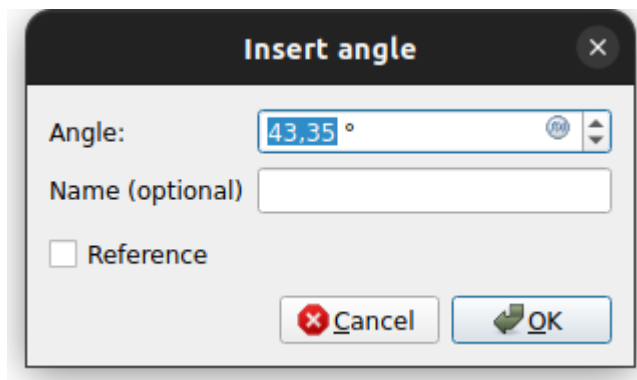 Insert angle
Angle: 43,35 °
Name (optional)
Reference
Cancel OK